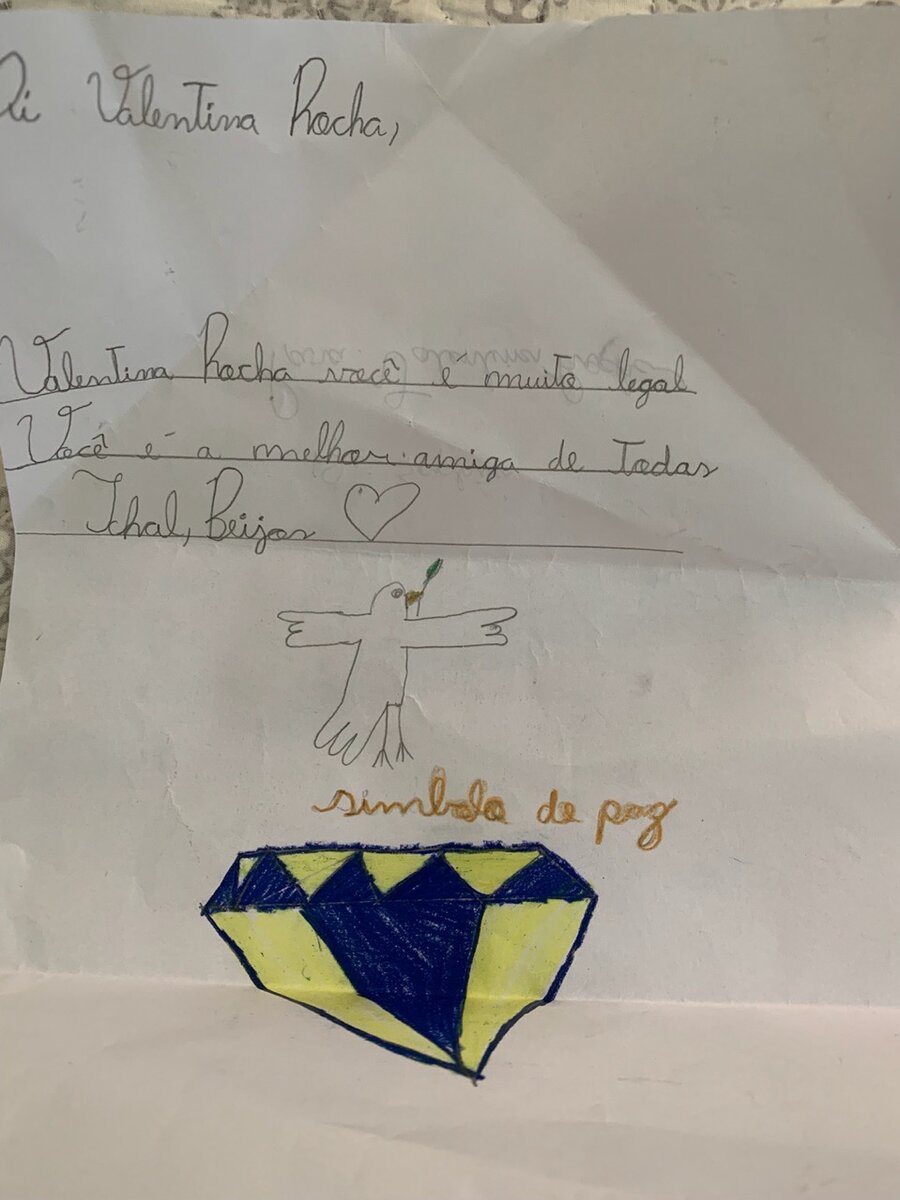 Oi Valentina Rocha,
Valentina Rocha você é muito legal
Você é a melhor amiga de Todas
Tchal, Beijos
simbolo de paz